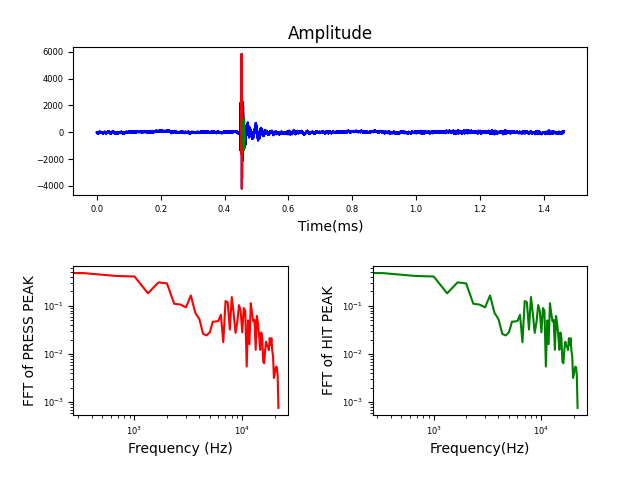 Amplitude
6000
4000
2000
0
−2000
−4000
0.0 0.2 0.4 0.6 0.8 1.0 1.2 1.4
Time(ms)
FFT of PRESS PEAK
10⁻¹
10⁻²
10⁻³
10³ 10⁴
Frequency (Hz)
FFT of HIT PEAK
10⁻¹
10⁻²
10⁻³
10³ 10⁴
Frequency(Hz)